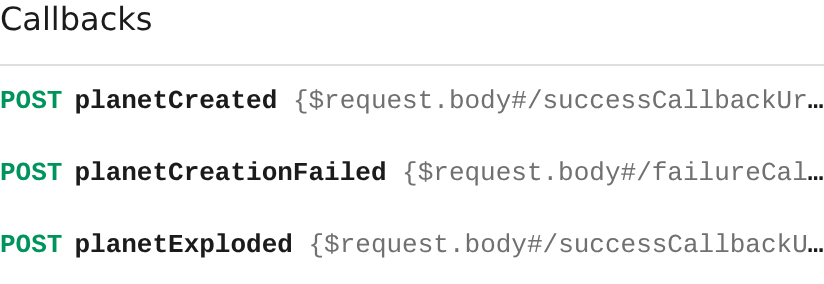 Callbacks
POST planetCreated {$request.body#/successCallbackUr…
POST planetCreationFailed {$request.body#/failureCal…
POST planetExploded {$request.body#/successCallbackU…